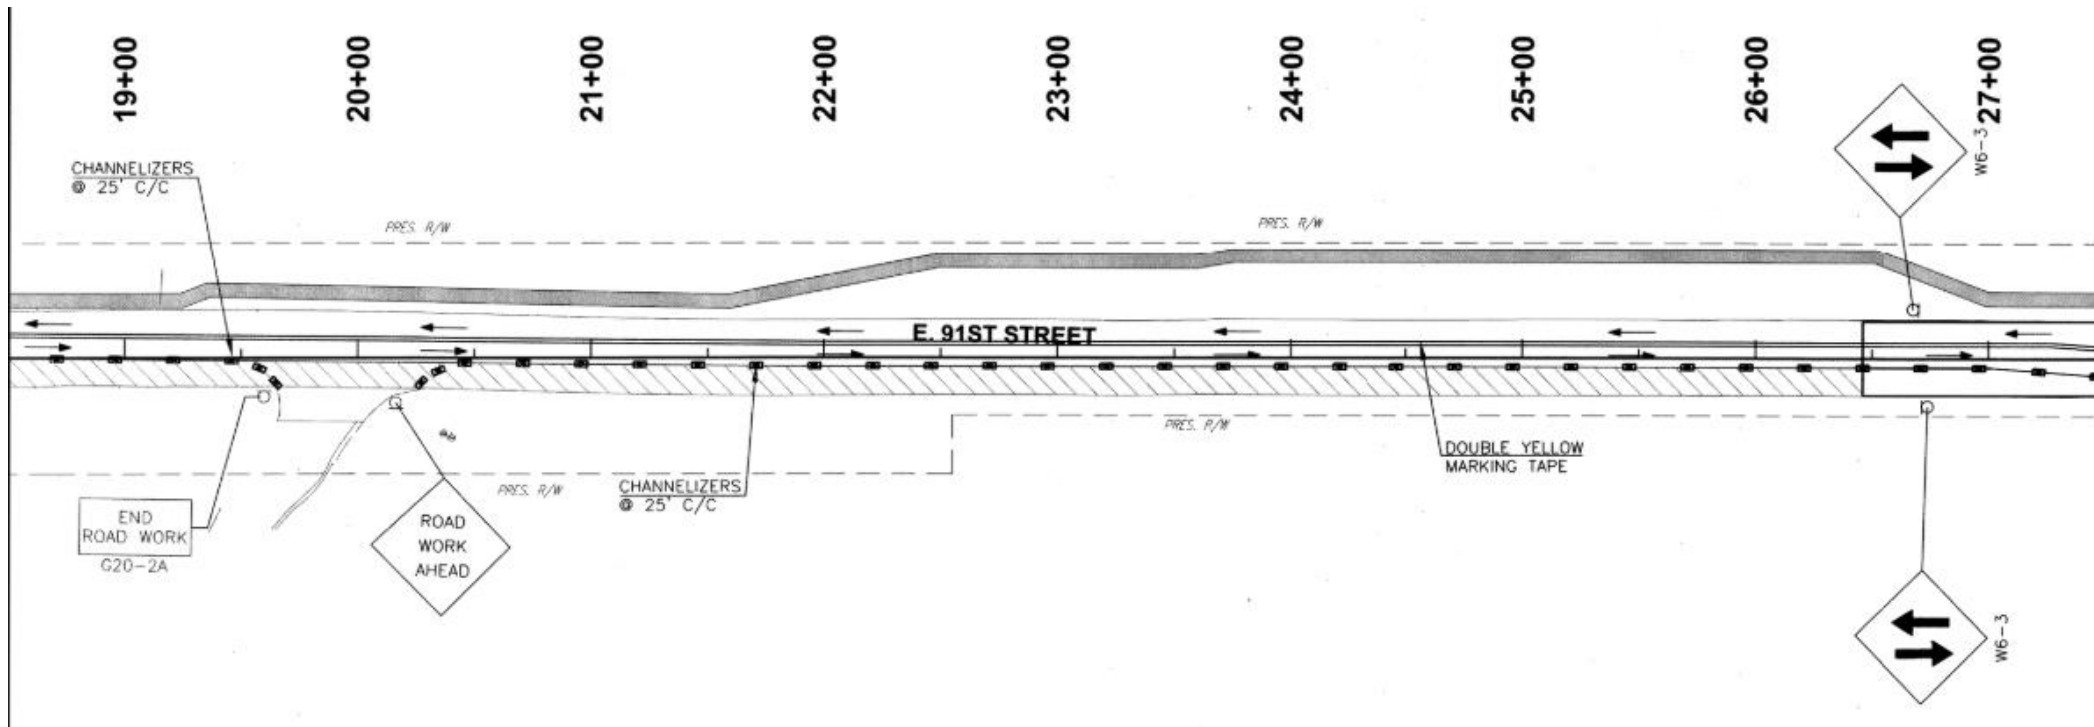 19+00
20+00
21+00
22+00
23+00
24+00
25+00
26+00
27+00
W6-3
CHANNELIZERS
@ 25' C/C
PRES. R/W
PRES. R/W
E. 91ST STREET
PRES. R/W
DOUBLE YELLOW
MARKING TAPE
PRES. R/W
CHANNELIZERS
@ 25' C/C
END
ROAD WORK
G20-2A
ROAD
WORK
AHEAD
W6-3